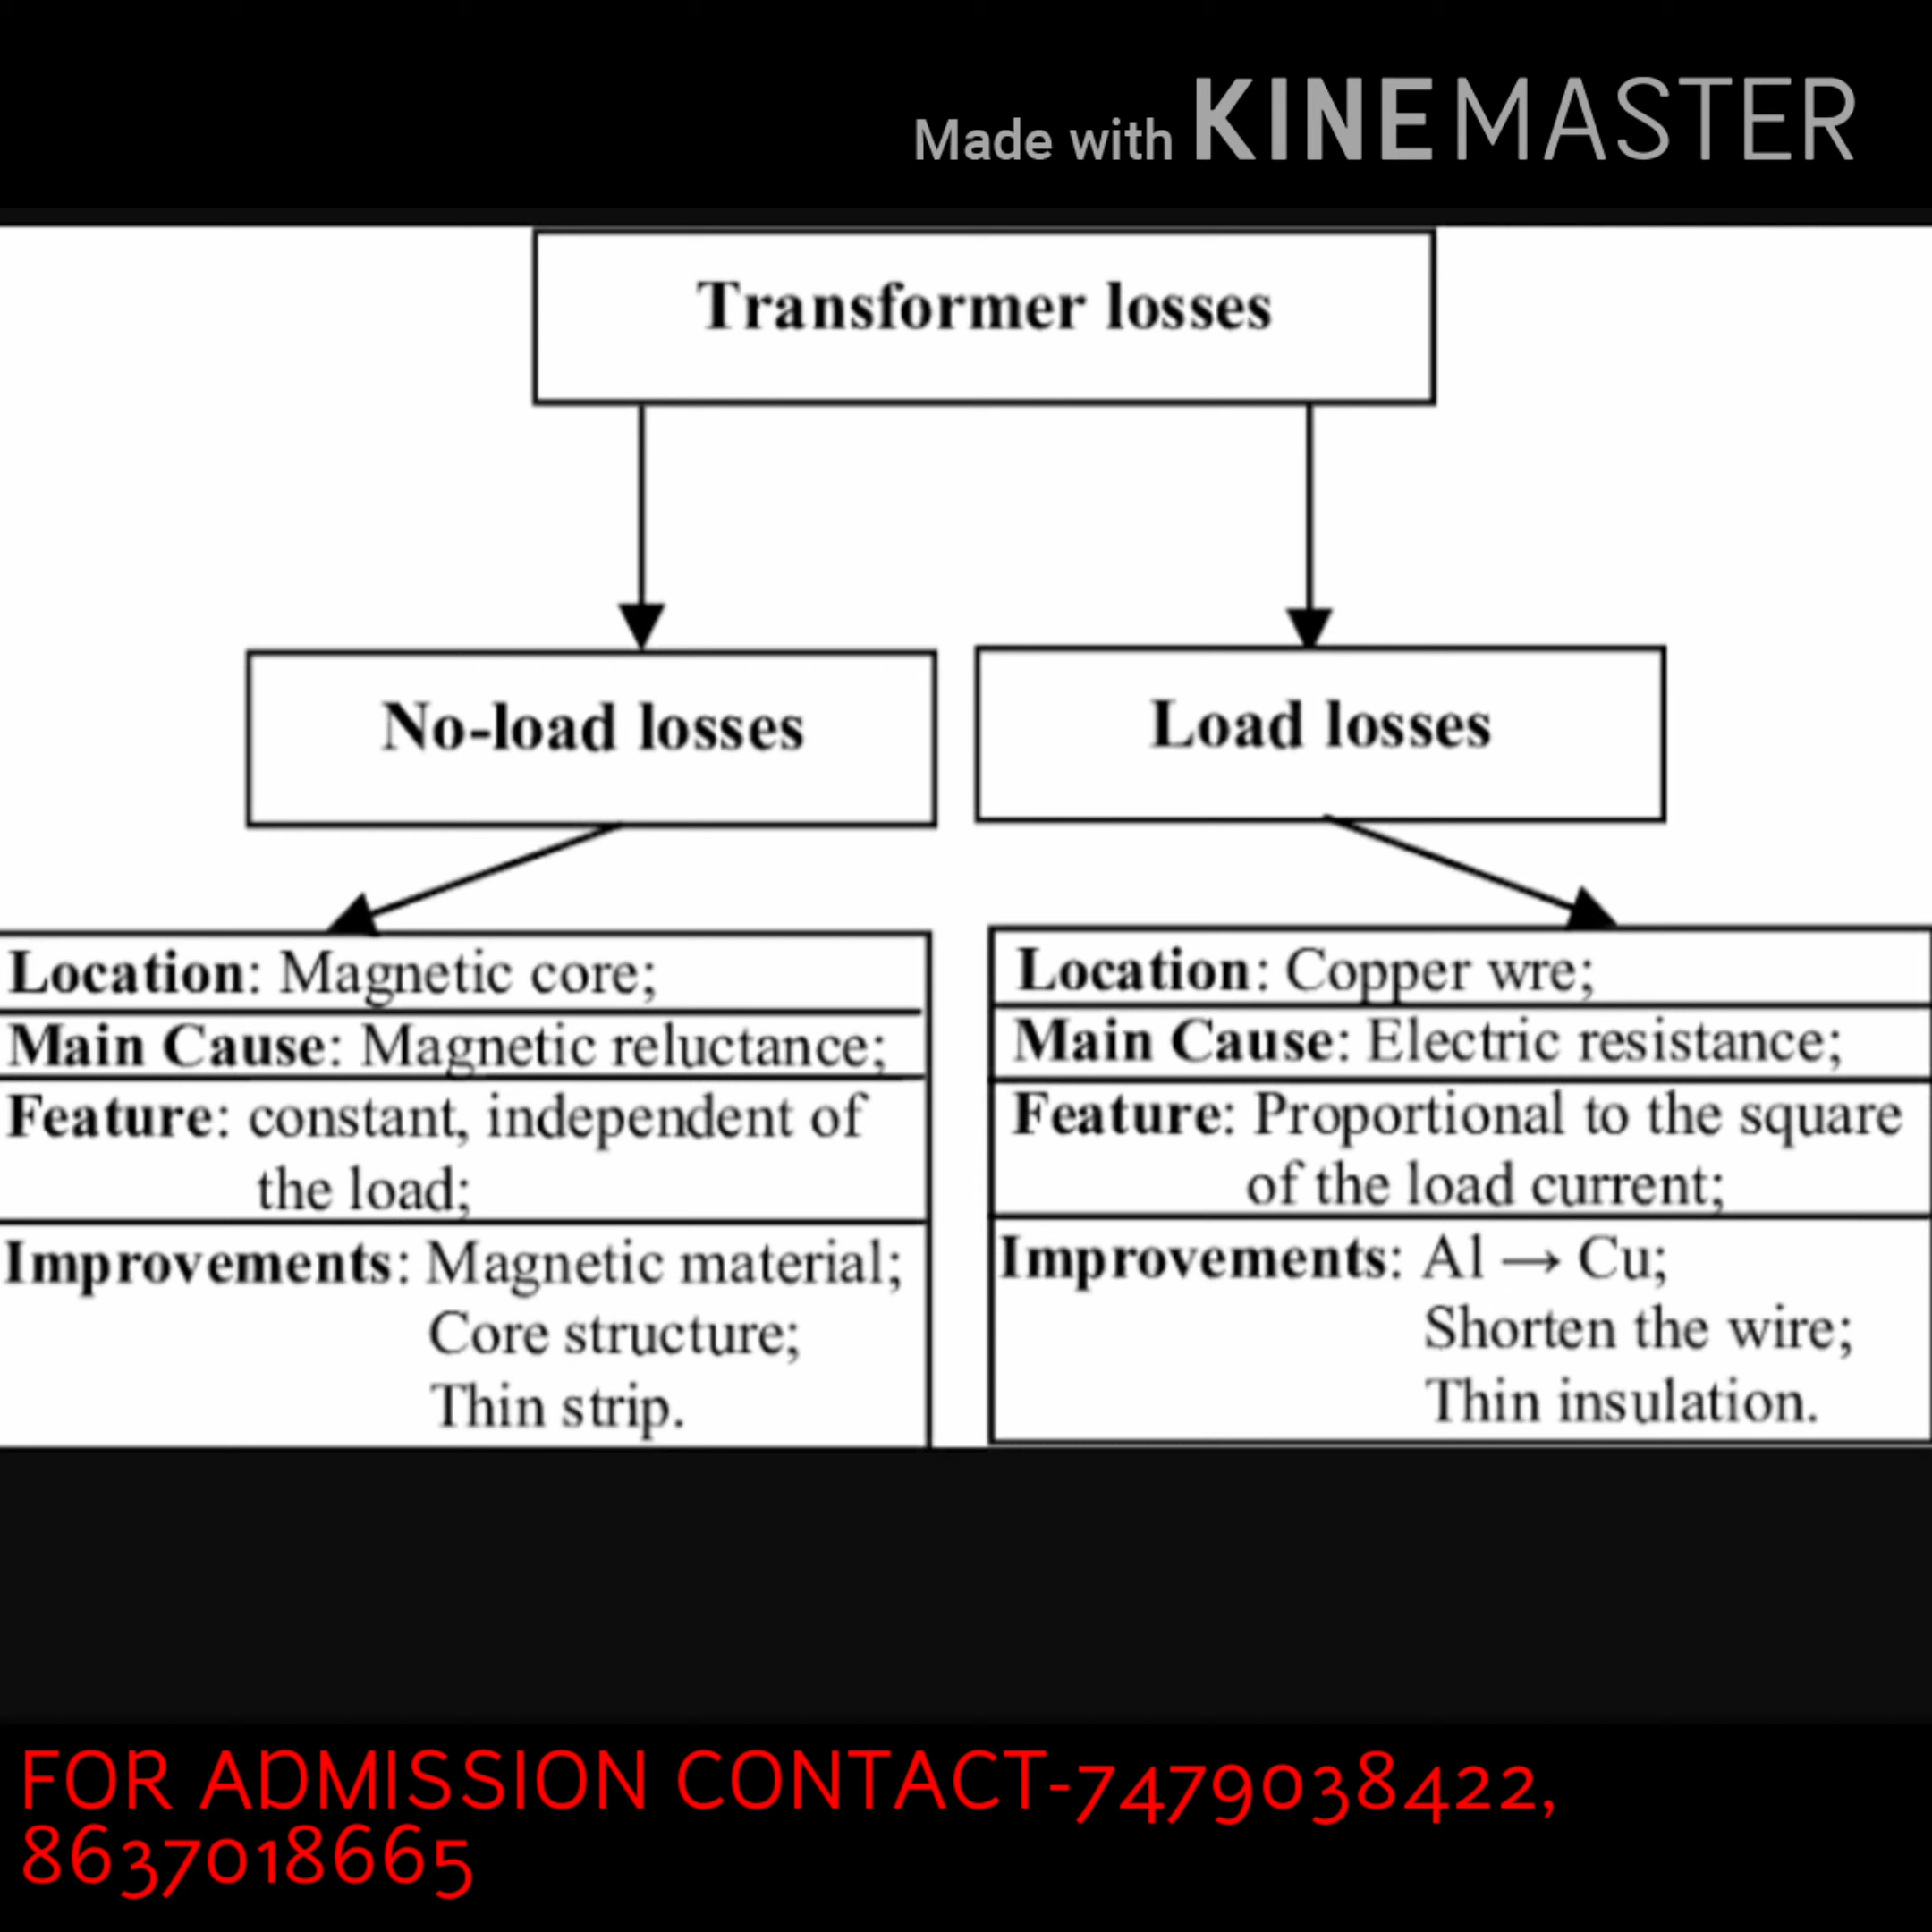 Made with KINEMASTER
Transformer losses
No-load losses
Load losses
Location: Magnetic core;
Main Cause: Magnetic reluctance;
Feature: constant, independent of
the load;
Improvements: Magnetic material;
Core structure;
Thin strip.
Location: Copper wre;
Main Cause: Electric resistance;
Feature: Proportional to the square
of the load current;
Improvements: Al → Cu;
Shorten the wire;
Thin insulation.
FOR ADMISSION CONTACT-7479038422,
8637018665